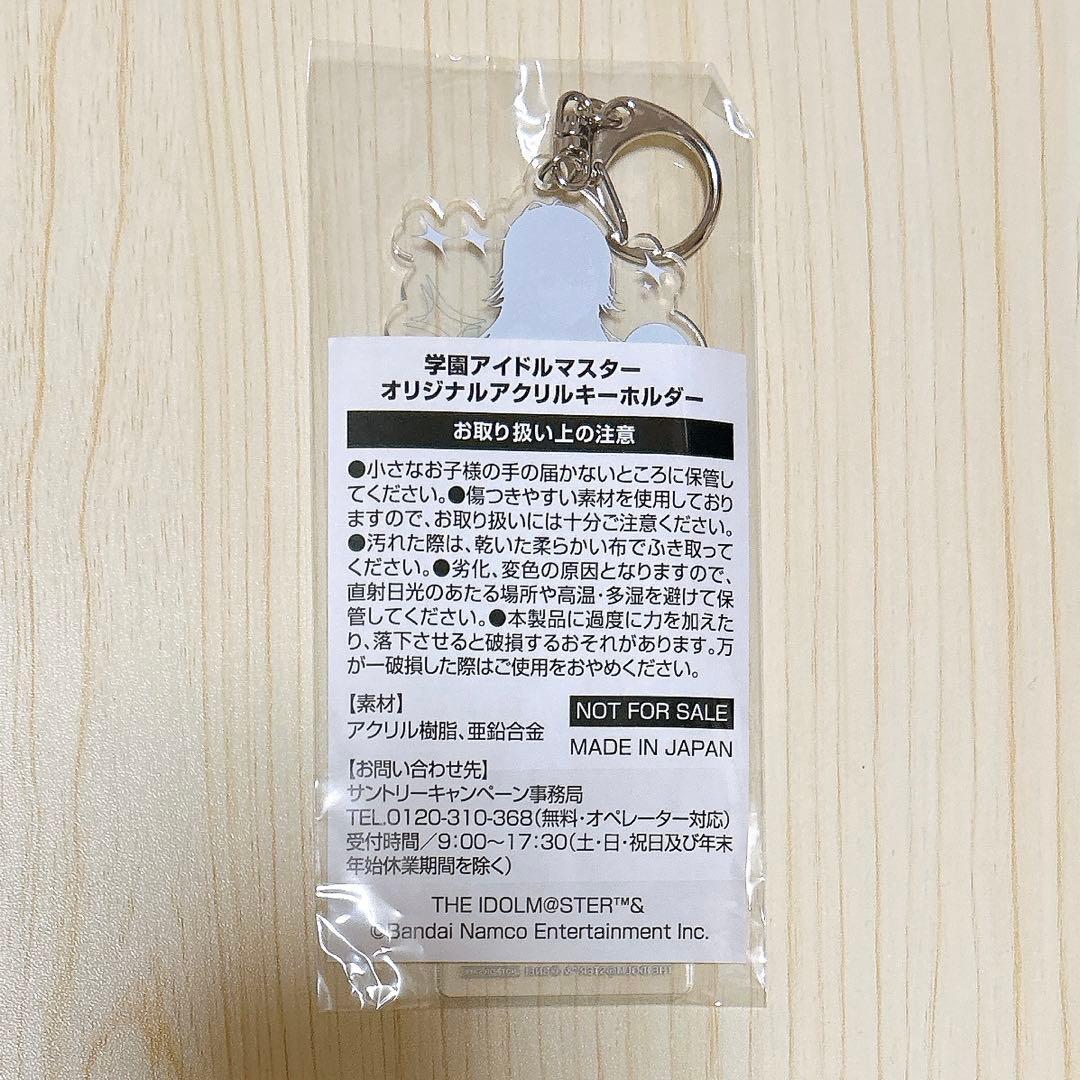 学園アイドルマスター
オリジナルアクリルキーホルダー
お取り扱い上の注意
●小さなお子様の手の届かないところに保管し
てください。●傷つきやすい素材を使用しており
ますので、お取り扱いには十分ご注意ください。
●汚れた際は、乾いた柔らかい布でふき取って
ください。●劣化、変色の原因となりますので、
直射日光のあたる場所や高温・多湿を避けて保
管してください。●本製品に過度に力を加えた
り、落下させると破損するおそれがあります。万
が一破損した際はご使用をおやめください。
【素材】
アクリル樹脂、亜鉛合金
NOT FOR SALE
MADE IN JAPAN
【お問い合わせ先】
サントリーキャンペーン事務局
TEL.0120-310-368(無料・オペレーター対応)
受付時間／9:00〜17:30(土・日・祝日及び年末
年始休業期間を除く)
THE IDOLM@STER™&
©Bandai Namco Entertainment Inc.